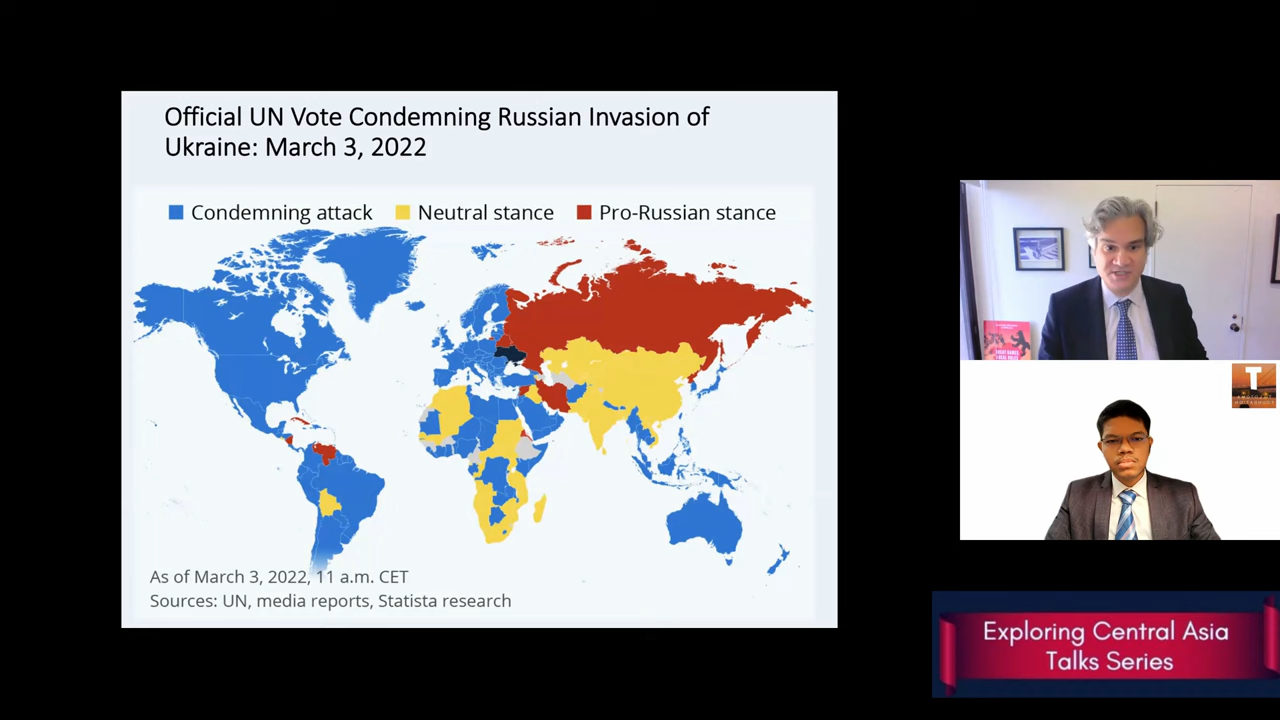 Official UN Vote Condemning Russian Invasion of
Ukraine: March 3, 2022
Condemning attack
Neutral stance
Pro-Russian stance
As of March 3, 2022, 11 a.m. CET
Sources: UN, media reports, Statista research
T
Exploring Central Asia
Talks Series